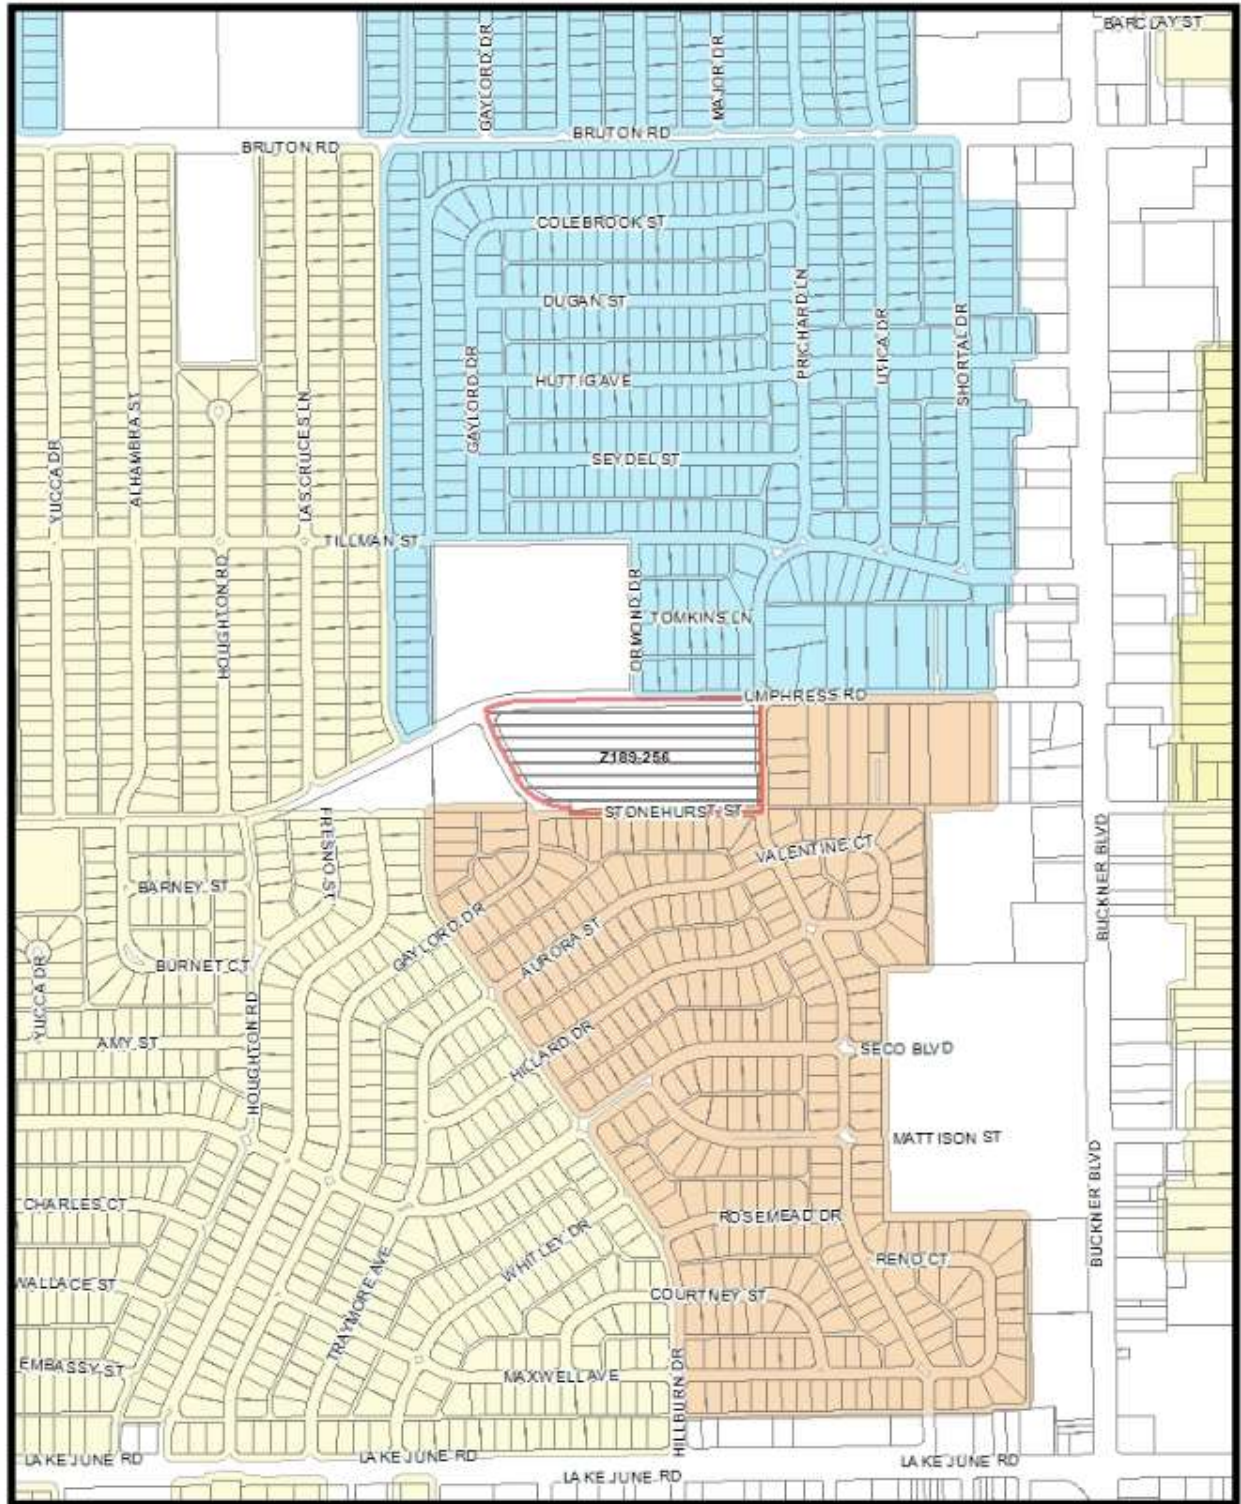 BARCLAY ST
GAYLORD DR
MAJOR DR
BRUTON RD
BRUTON RD
COLEBROOK ST
PRICHARD LN
DUGAN ST
UTICA DR
SHORTAL DR
GAYLORD DR
HUTTIG AVE
YUCCA DR
ALHAMBRA ST
LAS CRUCES LN
SEYDEL ST
TILLMAN ST
HOUGHTON RD
ORMOND DR
TOMKINS LN
UMPHRESS RD
Z189-256
STONEHURST ST
FRESNO ST
VALENTINE CT
BUCKNER BLVD
BARNEY ST
GAYLORD DR
AURORA ST
YUCCA DR
BURNET CT
HOUGHTON RD
AMY ST
HILLARD DR
SECO BLVD
MATTISON ST
BUCKNER BLVD
CHARLES CT
ROSEMEAD DR
WHITLEY DR
RENO CT
WALLACE ST
TRAYMORE AVE
COURTNEY ST
EMBASSY ST
MAXWELL AVE
HILLBURN DR
LAKE JUNE RD
LAKE JUNE RD
LAKE JUNE RD
LAKE JUNE RD